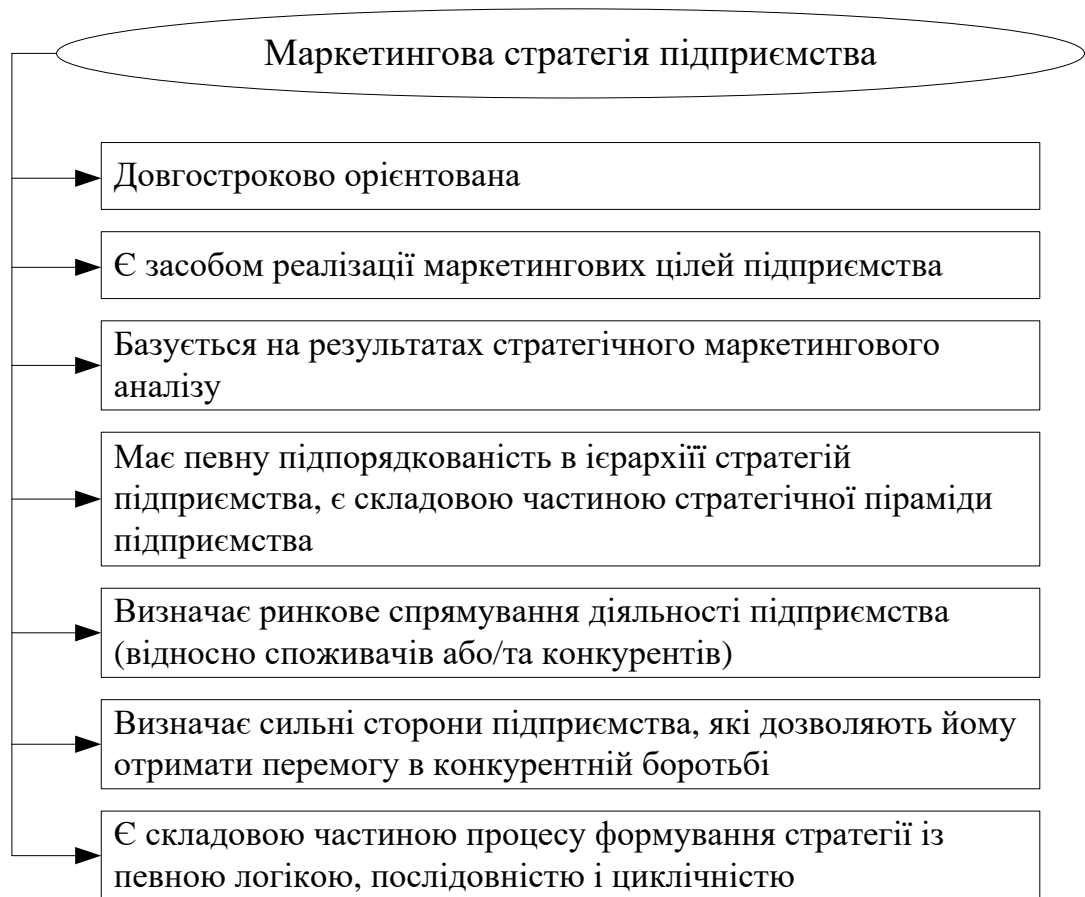 Маркетингова стратегія підприємства
Довгостроково орієнтована
Є засобом реалізації маркетингових цілей підприємства
Базується на результатах стратегічного маркетингового
аналізу
Має певну підпорядкованість в ієрархіїї стратегій
підприємства, є складовою частиною стратегічної піраміди
підприємства
Визначає ринкове спрямування діяльності підприємства
(відносно споживачів або/та конкурентів)
Визначає сильні сторони підприємства, які дозволяють йому
отримати перемогу в конкурентній боротьбі
Є складовою частиною процесу формування стратегії із
певною логікою, послідовністю і циклічністю